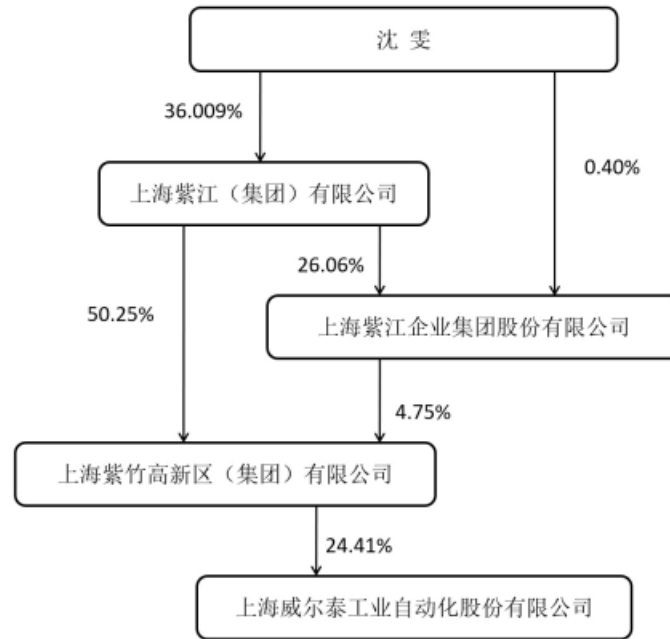 沈 雯
36.009%
0.40%
上海紫江（集团）有限公司
26.06%
50.25%
上海紫江企业集团股份有限公司
4.75%
上海紫竹高新区（集团）有限公司
24.41%
上海威尔泰工业自动化股份有限公司